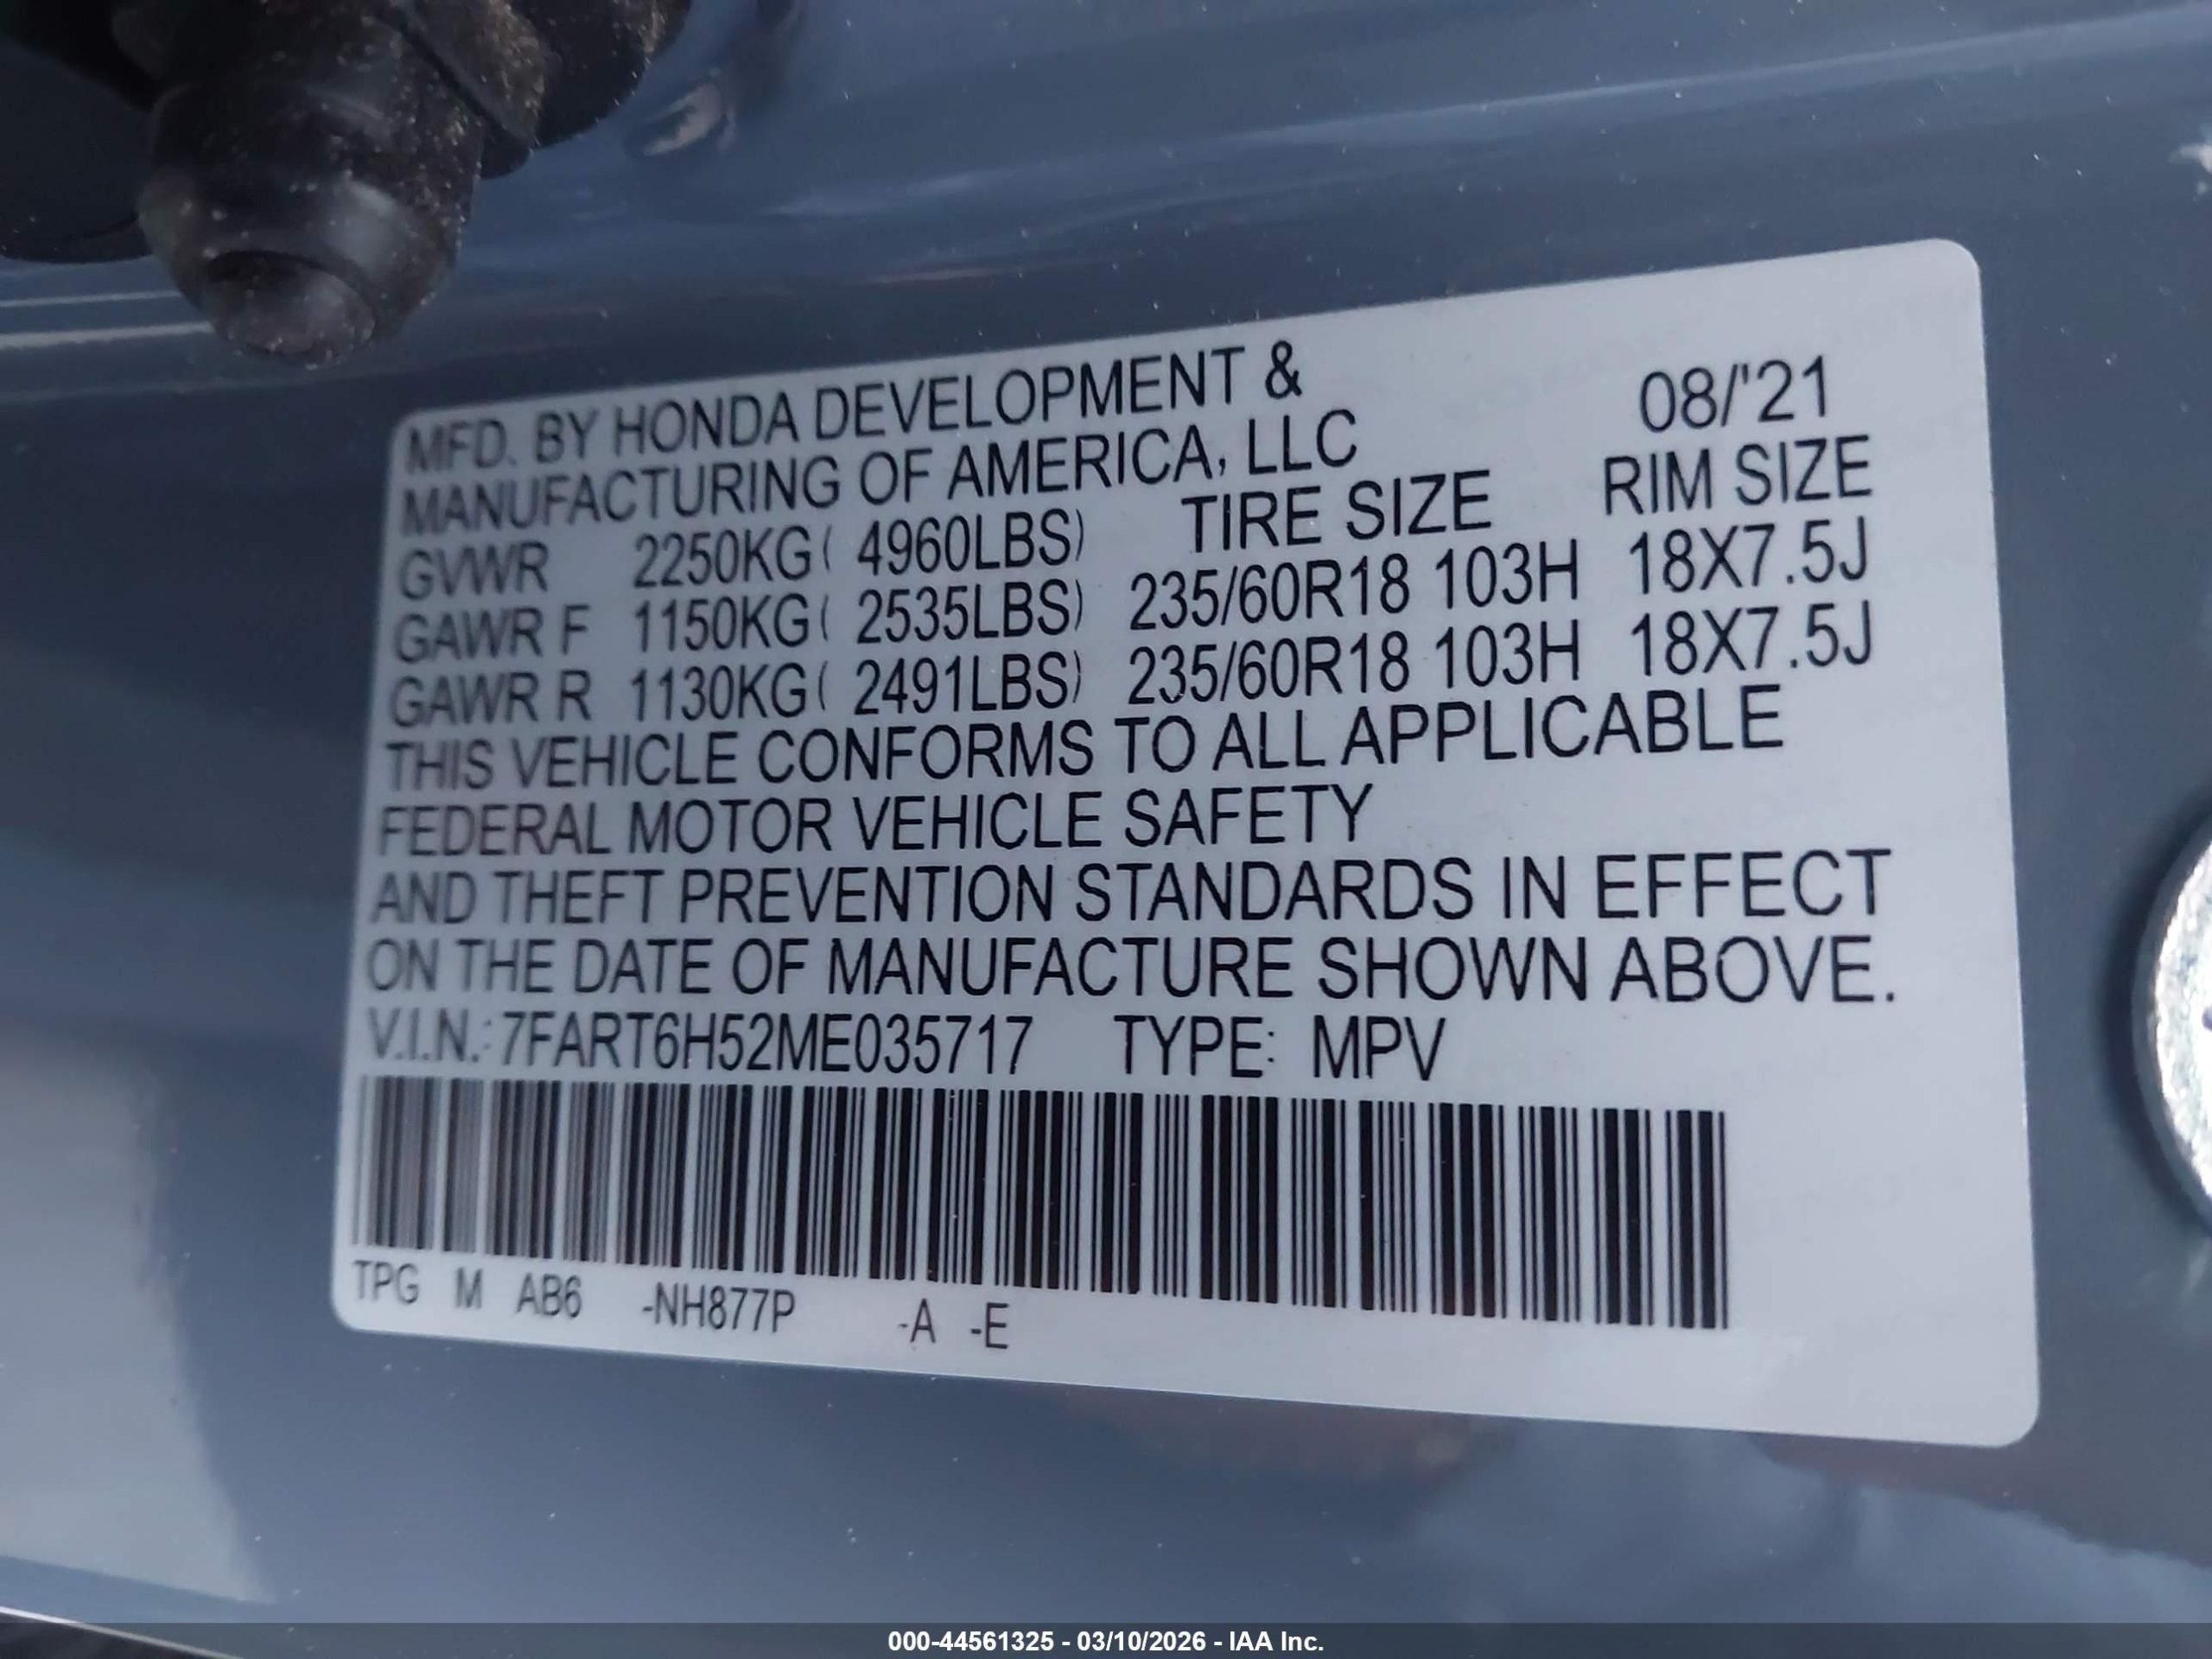 MFD. BY HONDA DEVELOPMENT &
MANUFACTURING OF AMERICA, LLC 08/'21
GVWR 2250KG( 4960LBS) TIRE SIZE RIM SIZE
GAWR F 1150KG( 2535LBS) 235/60R18 103H 18X7.5J
GAWR R 1130KG( 2491LBS) 235/60R18 103H 18X7.5J
THIS VEHICLE CONFORMS TO ALL APPLICABLE
FEDERAL MOTOR VEHICLE SAFETY
AND THEFT PREVENTION STANDARDS IN EFFECT
ON THE DATE OF MANUFACTURE SHOWN ABOVE.
V.I.N.: 7FART6H52ME035717 TYPE: MPV
TPG M AB6 -NH877P -A -E
000-44561325 - 03/10/2026 - IAA Inc.